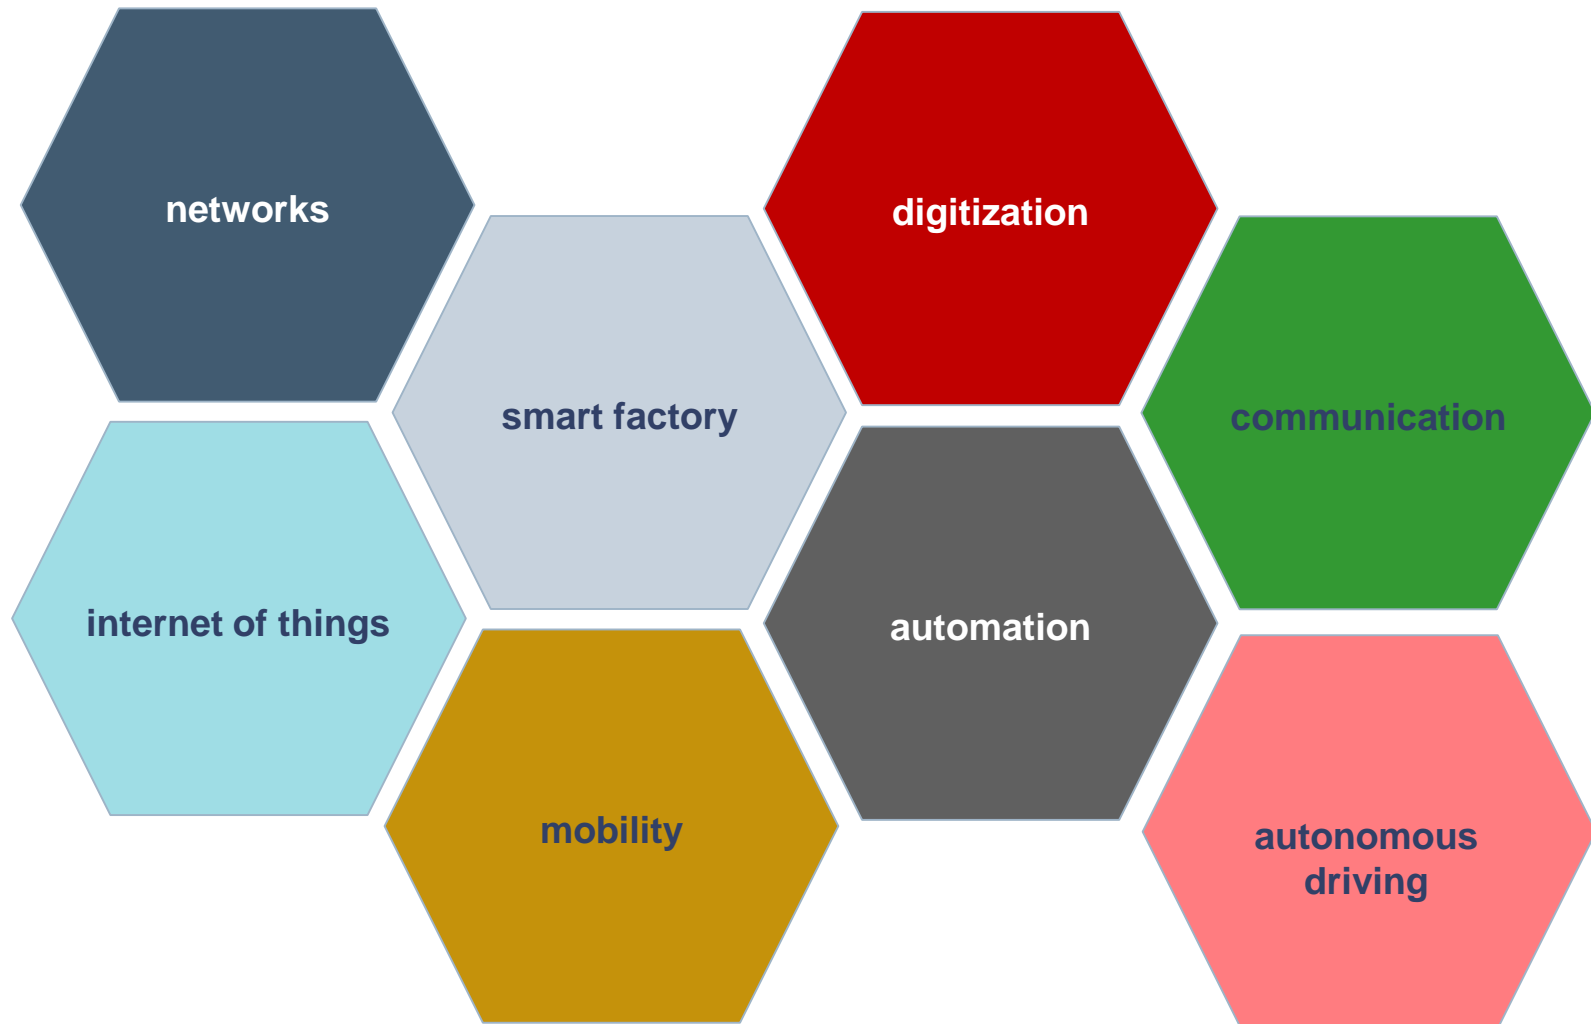 networks
digitization
smart factory
communication
internet of things
automation
mobility
autonomous
driving